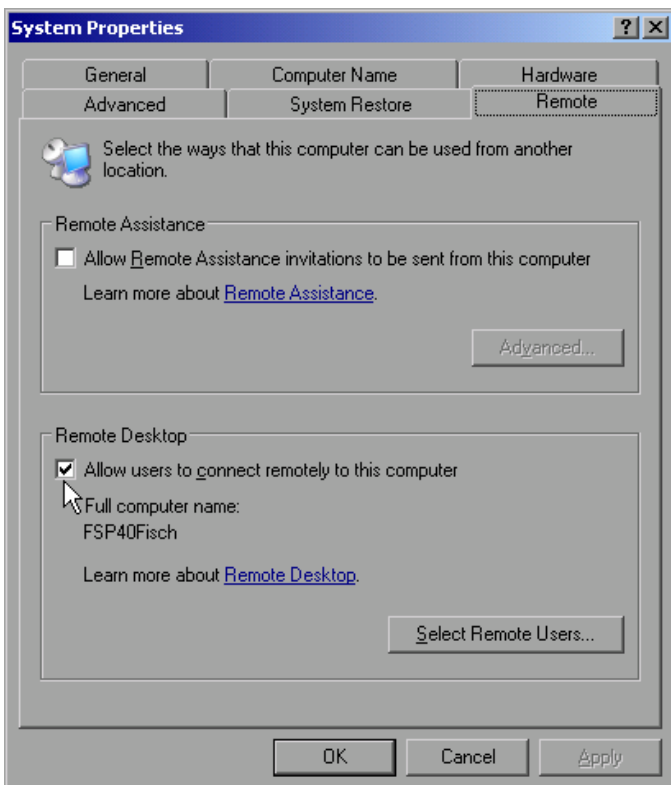 System Properties
General
Computer Name
Hardware
Advanced
System Restore
Remote
Select the ways that this computer can be used from another
location.
Remote Assistance
Allow Remote Assistance invitations to be sent from this computer
Learn more about Remote Assistance.
Advanced...
Remote Desktop
Allow users to connect remotely to this computer
Full computer name:
FSP40Fisch
Learn more about Remote Desktop.
Select Remote Users...
OK
Cancel
Apply